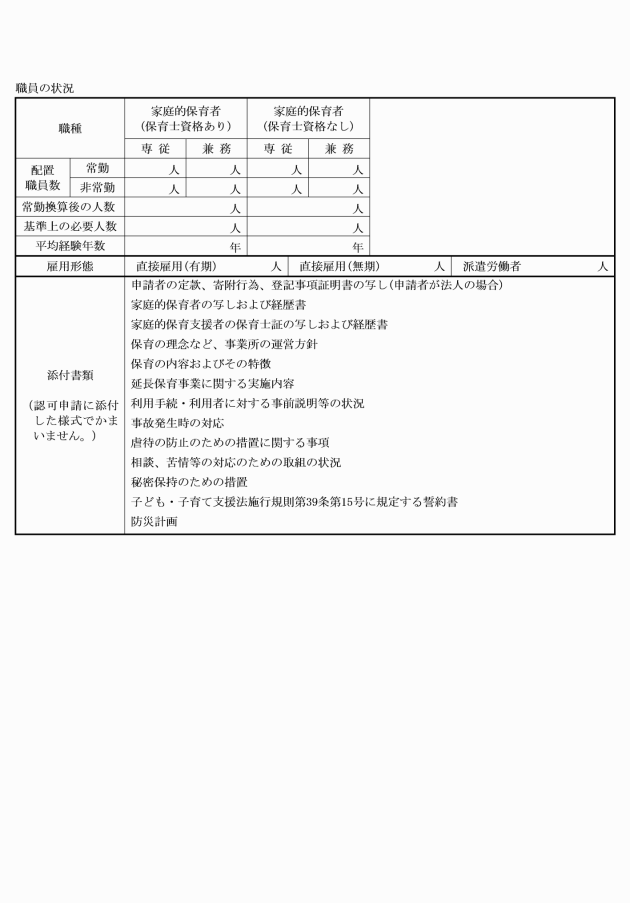 職員の状況
職種
家庭的保育者
(保育士資格あり)
家庭的保育者
(保育士資格なし)
専 従 兼 務 専 従 兼 務
配置
職員数
常勤 人 人 人 人
非常勤 人 人 人 人
常勤換算後の人数 人 人
基準上の必要人数 人 人
平均経験年数 年 年
雇用形態 直接雇用(有期) 人 直接雇用(無期) 人 派遣労働者 人
添付書類
(認可申請に添付
した様式でかま
いません。)
申請者の定款、寄附行為、登記事項証明書の写し(申請者が法人の場合)
家庭的保育者の写しおよび経歴書
家庭的保育支援者の保育士証の写しおよび経歴書
保育の理念など、事業所の運営方針
保育の内容およびその特徴
延長保育事業に関する実施内容
利用手続・利用者に対する事前説明等の状況
事故発生時の対応
虐待の防止のための措置に関する事項
相談、苦情等の対応のための取組の状況
秘密保持のための措置
子ども・子育て支援法施行規則第39条第15号に規定する誓約書
防災計画